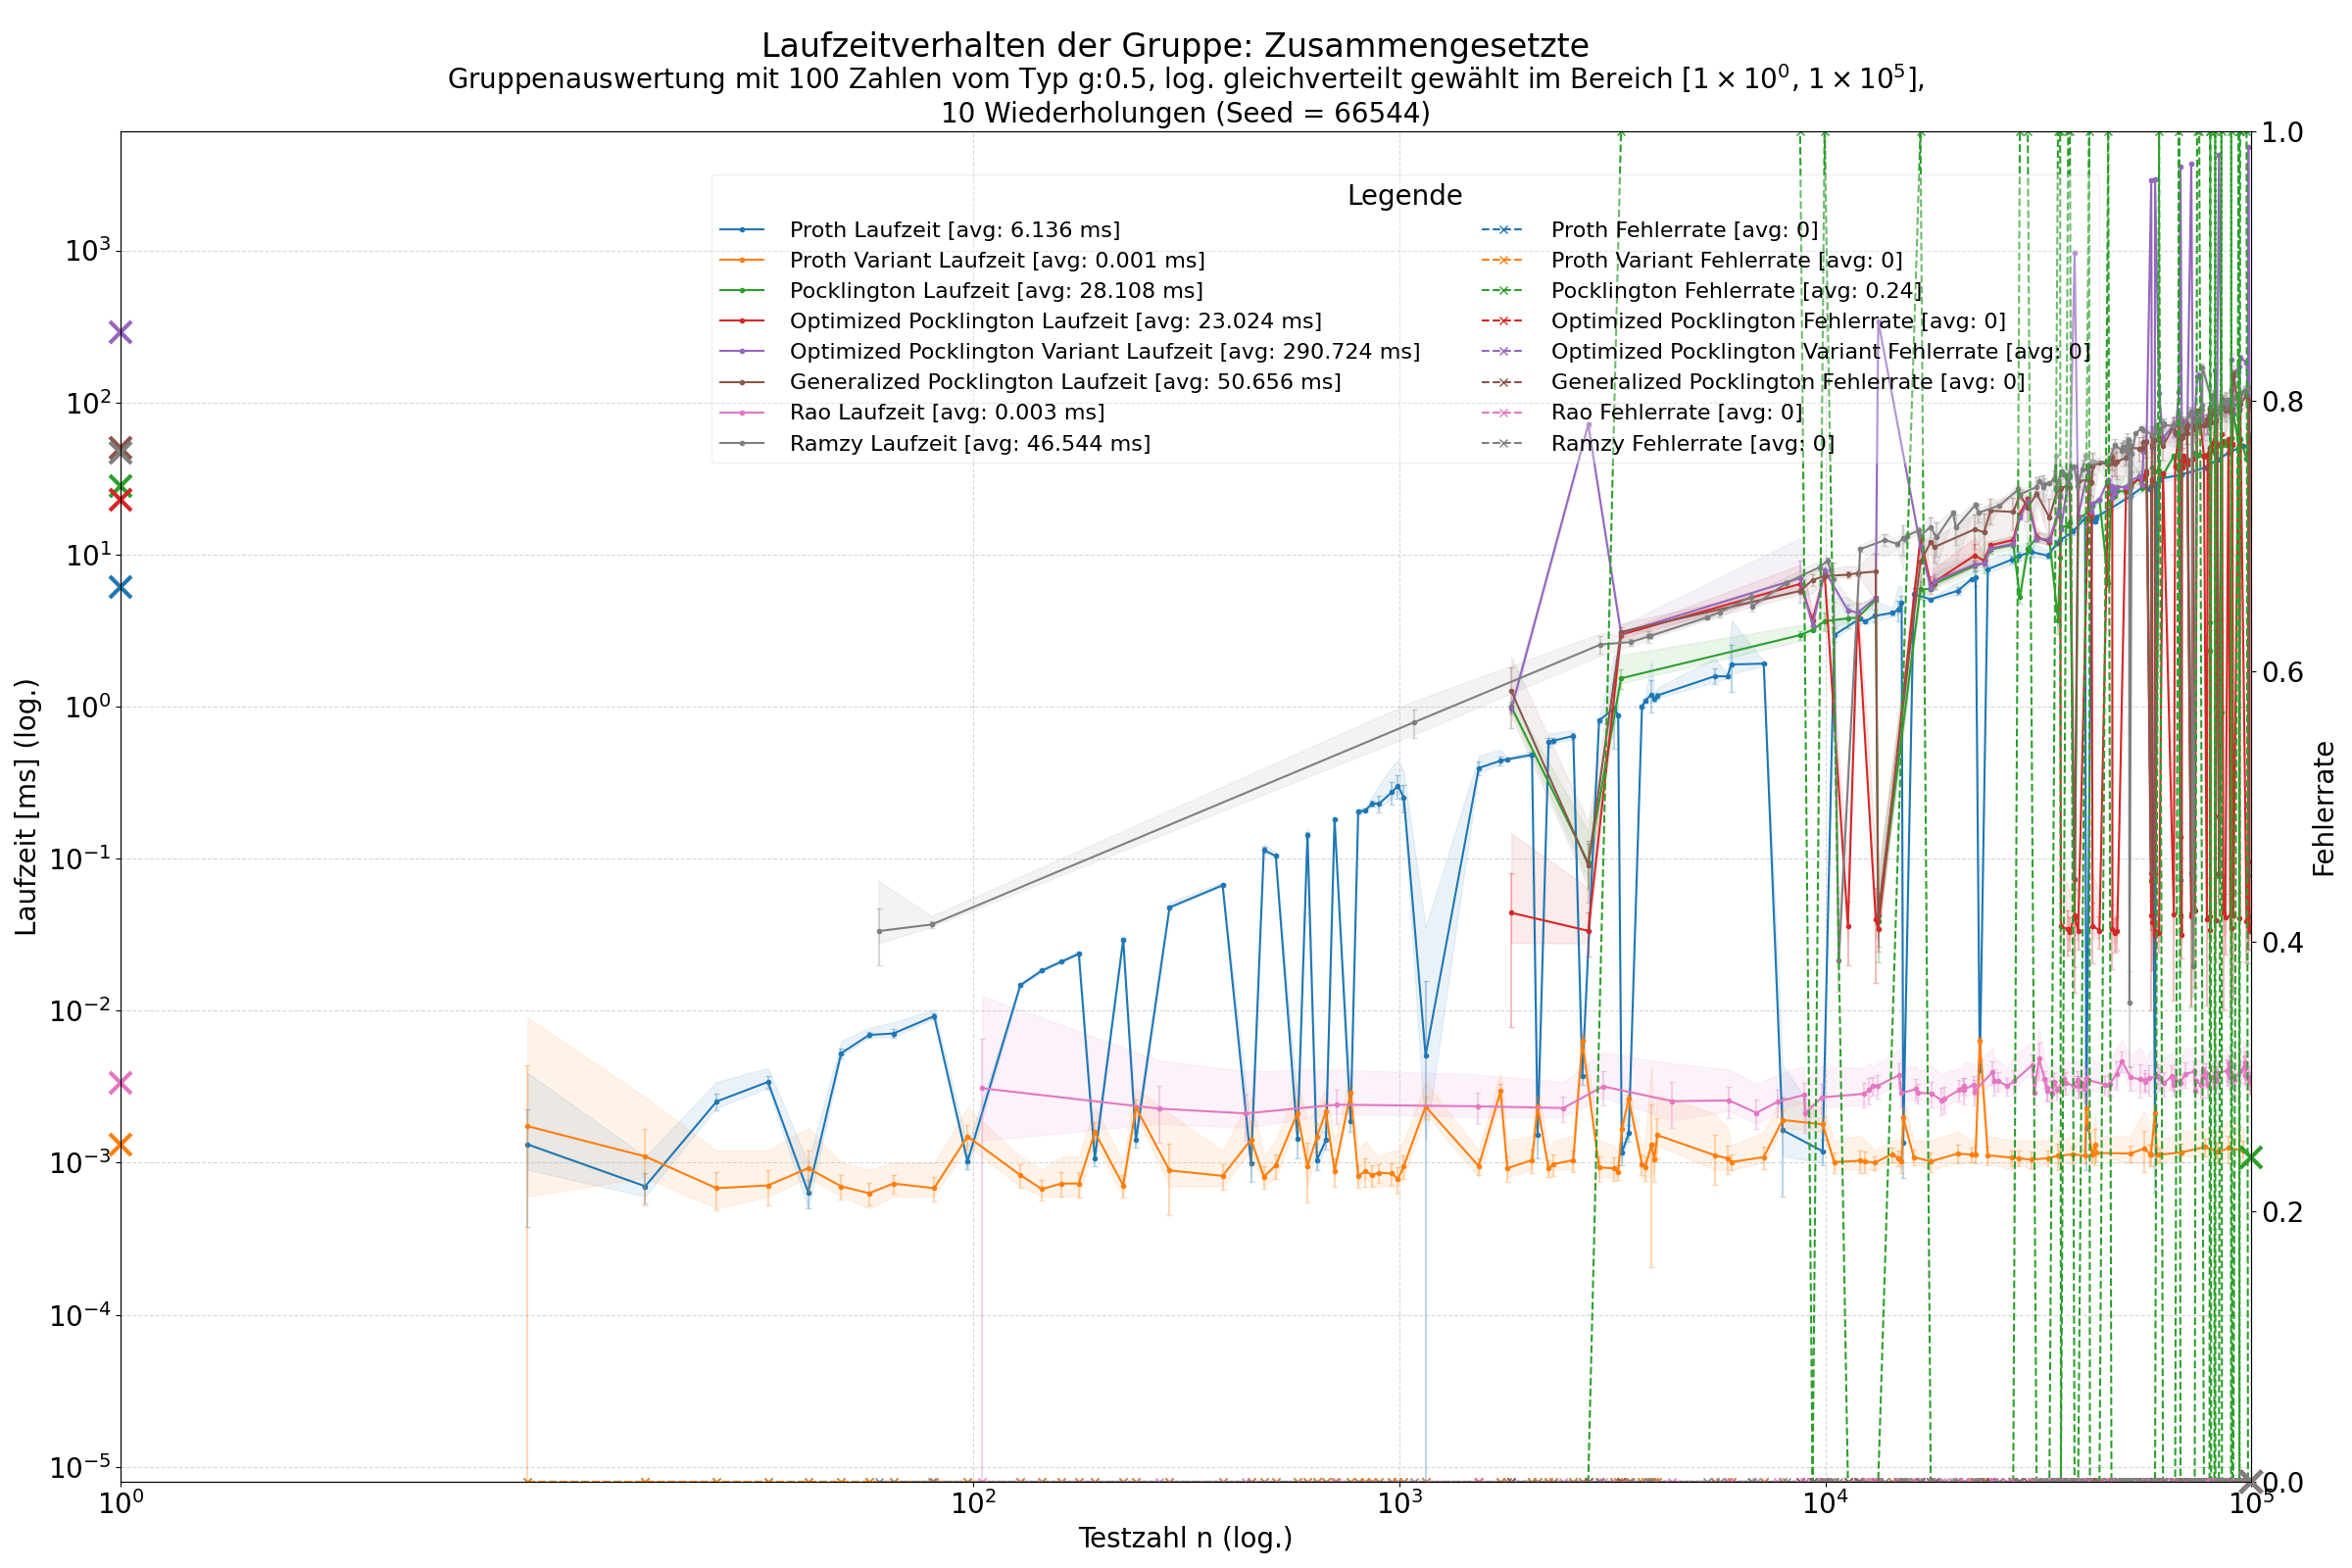 Laufzeitverhalten der Gruppe: Zusammengesetzte
Gruppenauswertung mit 100 Zahlen vom Typ g:0.5, log. gleichverteilt gewählt im Bereich [1 × 10⁰, 1 × 10⁵],
10 Wiederholungen (Seed = 66544)
Legende
Proth Laufzeit [avg: 6.136 ms]
Proth Variant Laufzeit [avg: 0.001 ms]
Pocklington Laufzeit [avg: 28.108 ms]
Optimized Pocklington Laufzeit [avg: 23.024 ms]
Optimized Pocklington Variant Laufzeit [avg: 290.724 ms]
Generalized Pocklington Laufzeit [avg: 50.656 ms]
Rao Laufzeit [avg: 0.003 ms]
Ramzy Laufzeit [avg: 46.544 ms]
Proth Fehlerrate [avg: 0]
Proth Variant Fehlerrate [avg: 0]
Pocklington Fehlerrate [avg: 0.24]
Optimized Pocklington Fehlerrate [avg: 0]
Optimized Pocklington Variant Fehlerrate [avg: 0]
Generalized Pocklington Fehlerrate [avg: 0]
Rao Fehlerrate [avg: 0]
Ramzy Fehlerrate [avg: 0]
Laufzeit [ms] (log.)
10³
10²
10¹
10⁰
10⁻¹
10⁻²
10⁻³
10⁻⁴
10⁻⁵
10⁰
10²
10³
10⁴
10⁵
Testzahl n (log.)
1.0
0.8
0.6
0.4
0.2
0.0
Fehlerrate